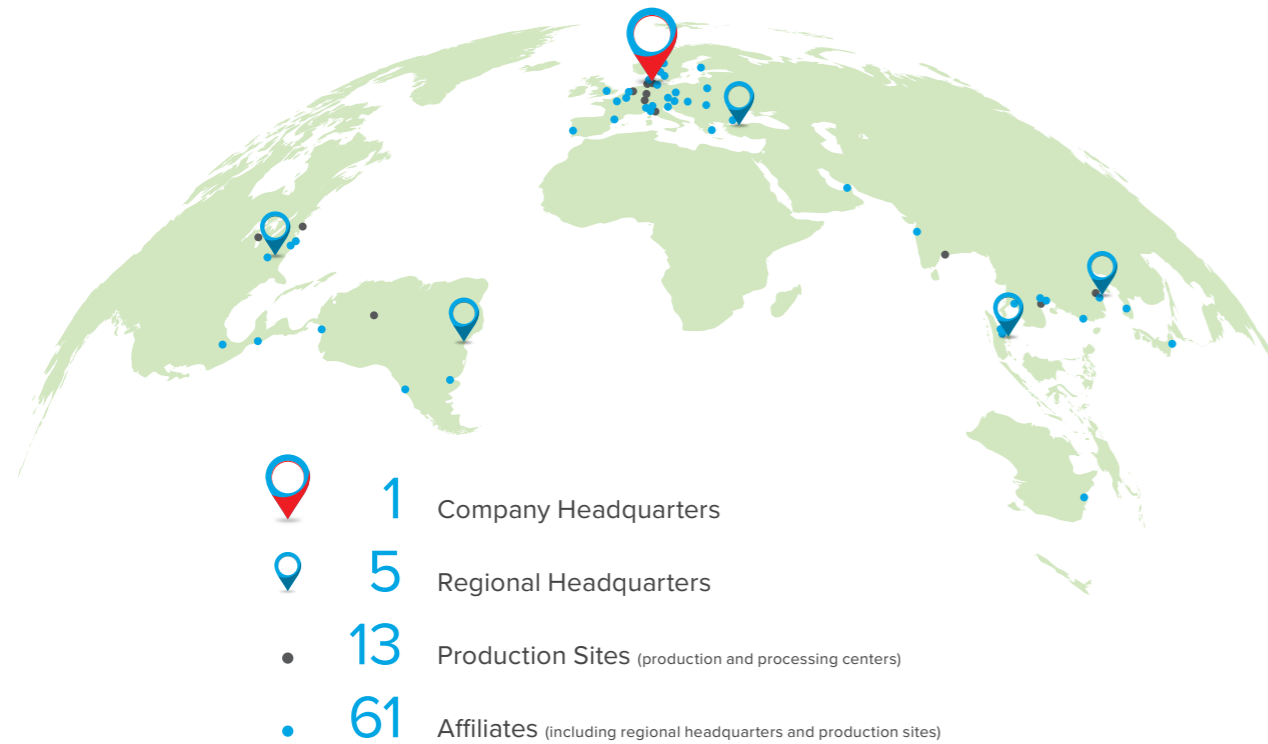 1 Company Headquarters
5 Regional Headquarters
13 Production Sites (production and processing centers)
61 Affiliates (including regional headquarters and production sites)